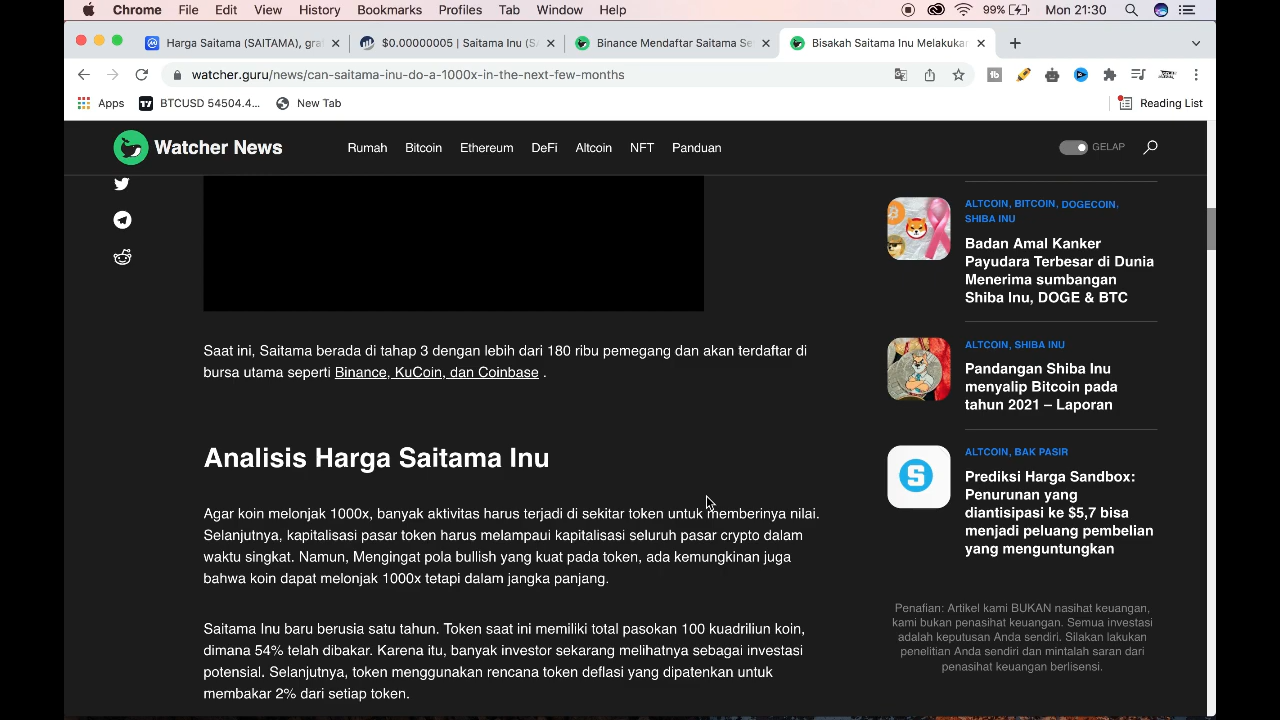 Chrome File Edit View History Bookmarks Profiles Tab Window Help 99% Mon 21:30
Harga Saitama (SAITAMA), gra
$0.00000005 | Saitama Inu (SA
Binance Mendaftar Saitama Se
Bisakah Saitama Inu Melakukan
watcher.guru/news/can-saitama-inu-do-a-1000x-in-the-next-few-months
Apps BTCUSD 54504.4... New Tab Reading List
Watcher News Rumah Bitcoin Ethereum DeFi Altcoin NFT Panduan GELAP
Saat ini, Saitama berada di tahap 3 dengan lebih dari 180 ribu pemegang dan akan terdaftar di
bursa utama seperti Binance, KuCoin, dan Coinbase .
Analisis Harga Saitama Inu
Agar koin melonjak 1000x, banyak aktivitas harus terjadi di sekitar token untuk memberinya nilai.
Selanjutnya, kapitalisasi pasar token harus melampaui kapitalisasi seluruh pasar crypto dalam
waktu singkat. Namun, Mengingat pola bullish yang kuat pada token, ada kemungkinan juga
bahwa koin dapat melonjak 1000x tetapi dalam jangka panjang.
Saitama Inu baru berusia satu tahun. Token saat ini memiliki total pasokan 100 kuadriliun koin,
dimana 54% telah dibakar. Karena itu, banyak investor sekarang melihatnya sebagai investasi
potensial. Selanjutnya, token menggunakan rencana token deflasi yang dipatenkan untuk
membakar 2% dari setiap token.
ALTCOIN, BITCOIN, DOGECOIN,
SHIBA INU
Badan Amal Kanker
Payudara Terbesar di Dunia
Menerima sumbangan
Shiba Inu, DOGE & BTC
ALTCOIN, SHIBA INU
Pandangan Shiba Inu
menyalip Bitcoin pada
tahun 2021 – Laporan
ALTCOIN, BAK PASIR
Prediksi Harga Sandbox:
Penurunan yang
diantisipasi ke $5,7 bisa
menjadi peluang pembelian
yang menguntungkan
Penafian: Artikel kami BUKAN nasihat keuangan,
kami bukan penasihat keuangan. Semua investasi
adalah keputusan Anda sendiri. Silakan lakukan
penelitian Anda sendiri dan mintalah saran dari
penasihat keuangan berlisensi.